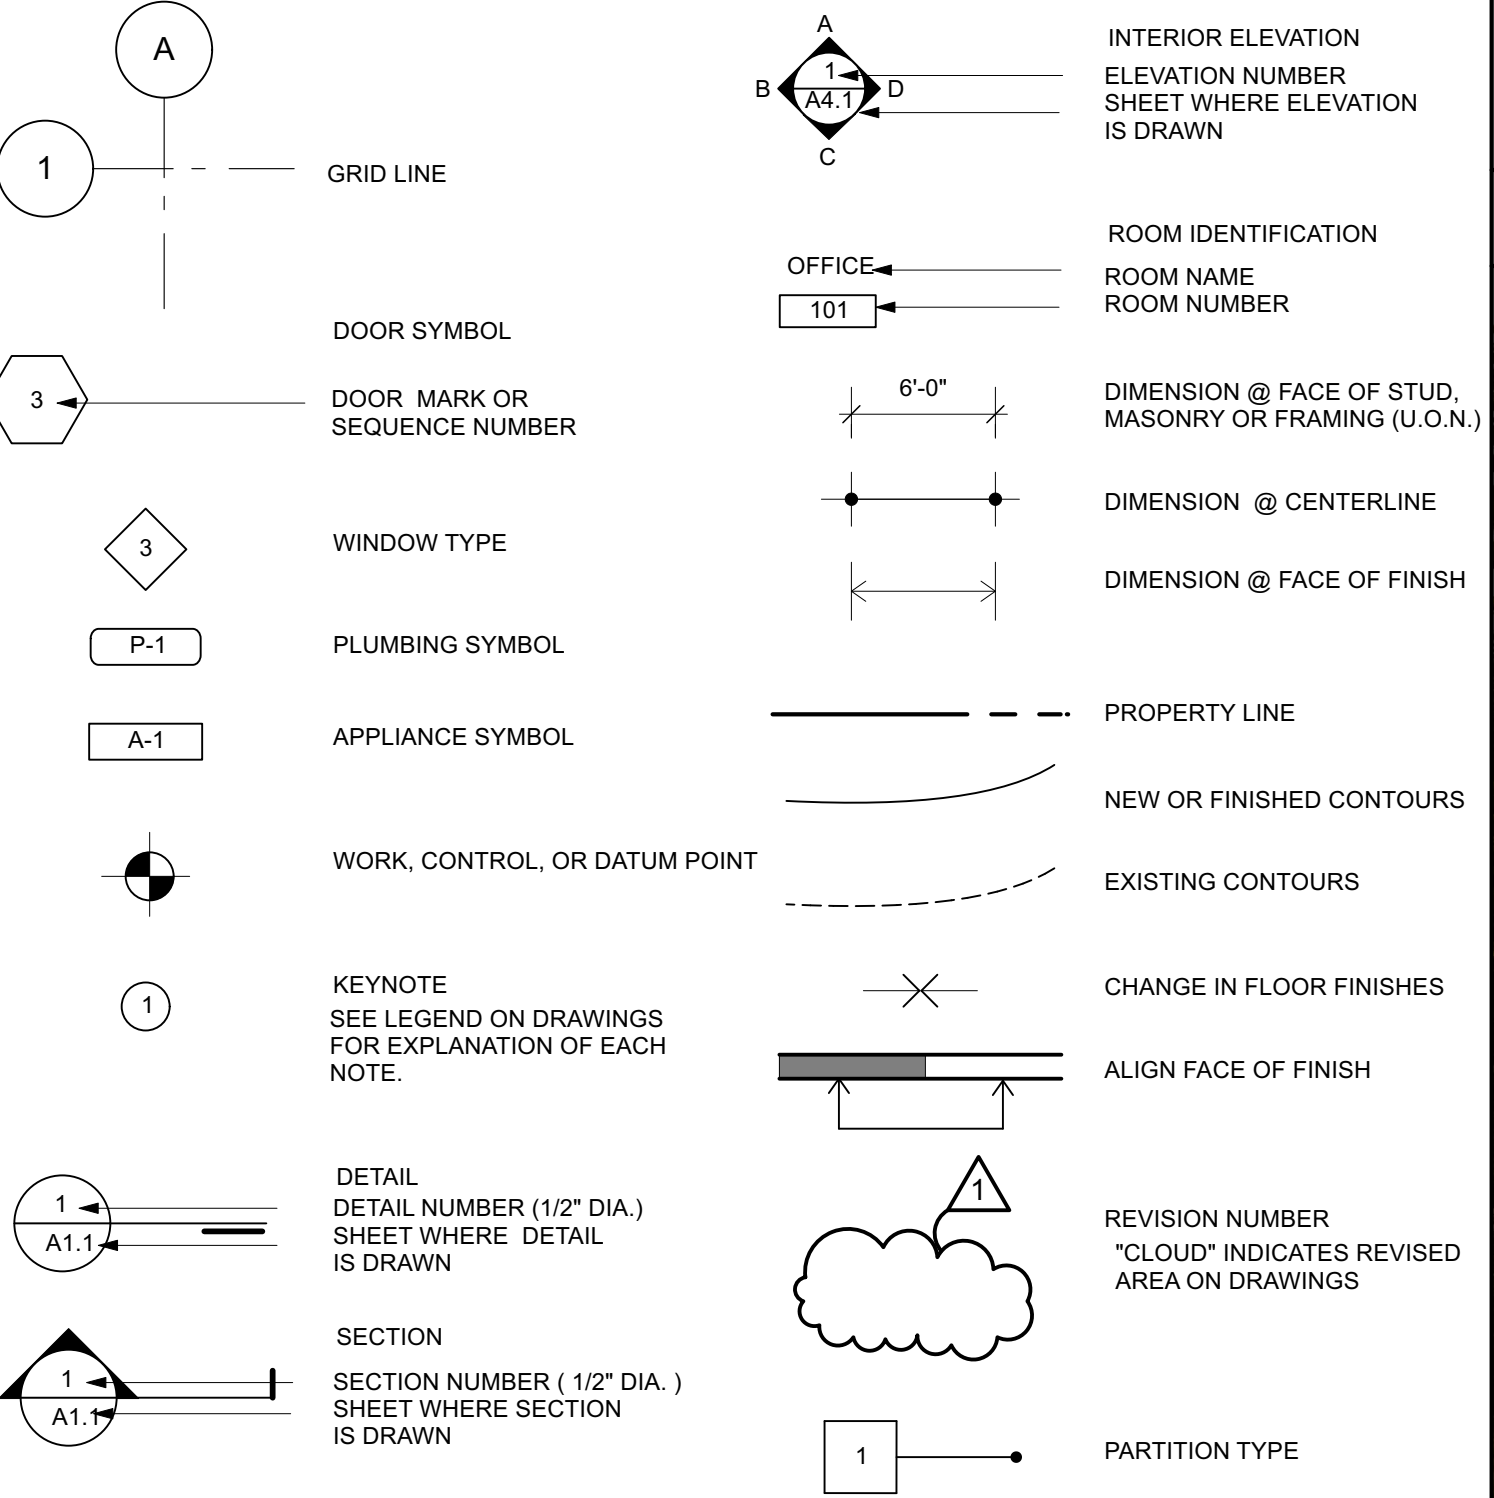 A
1
GRID LINE
DOOR SYMBOL
3
DOOR MARK OR
SEQUENCE NUMBER
3
WINDOW TYPE
P-1
PLUMBING SYMBOL
A-1
APPLIANCE SYMBOL
WORK, CONTROL, OR DATUM POINT
KEYNOTE
1
SEE LEGEND ON DRAWINGS
FOR EXPLANATION OF EACH
NOTE.
DETAIL
1
DETAIL NUMBER (1/2" DIA.)
A1.1
SHEET WHERE DETAIL
IS DRAWN
SECTION
1
SECTION NUMBER ( 1/2" DIA. )
A1.1
SHEET WHERE SECTION
IS DRAWN
A
INTERIOR ELEVATION
1
ELEVATION NUMBER
B
A4.1
D
SHEET WHERE ELEVATION
IS DRAWN
C
ROOM IDENTIFICATION
OFFICE
ROOM NAME
101
ROOM NUMBER
6'-0"
DIMENSION @ FACE OF STUD,
MASONRY OR FRAMING (U.O.N.)
DIMENSION @ CENTERLINE
DIMENSION @ FACE OF FINISH
PROPERTY LINE
NEW OR FINISHED CONTOURS
EXISTING CONTOURS
CHANGE IN FLOOR FINISHES
ALIGN FACE OF FINISH
1
REVISION NUMBER
"CLOUD" INDICATES REVISED
AREA ON DRAWINGS
1
PARTITION TYPE